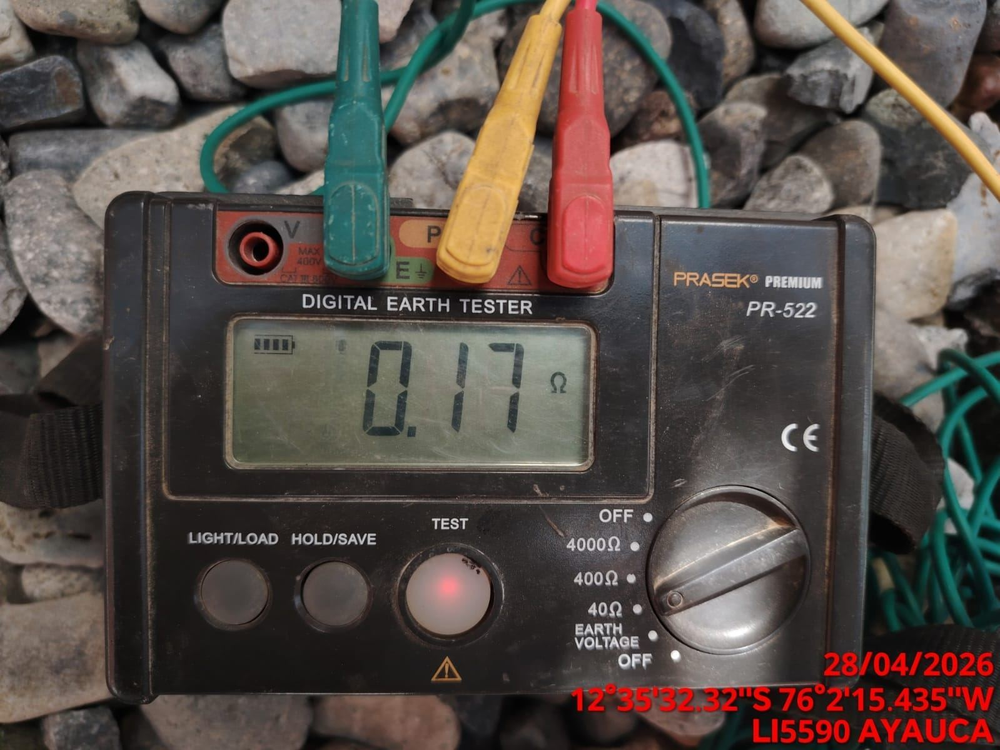 V
MAX
400V
P
C
E
DIGITAL EARTH TESTER
PRASEK® PREMIUM
PR-522
0.17 Ω
CE
OFF
4000Ω
400Ω
40Ω
EARTH
VOLTAGE
OFF
TEST
LIGHT/LOAD HOLD/SAVE
28/04/2026
12°35'32.32"S 76°2'15.435"W
LI5590 AYAUCA